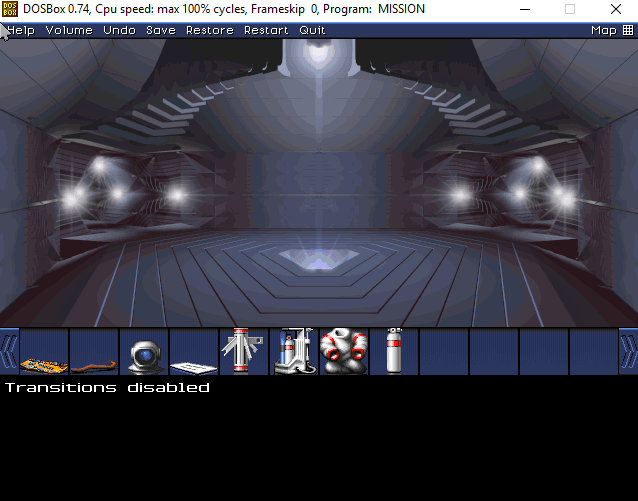 DOSBox 0.74, Cpu speed: max 100% cycles, Frameskip 0, Program: MISSION
Help Volume Undo Save Restore Restart Quit Map
Transitions disabled